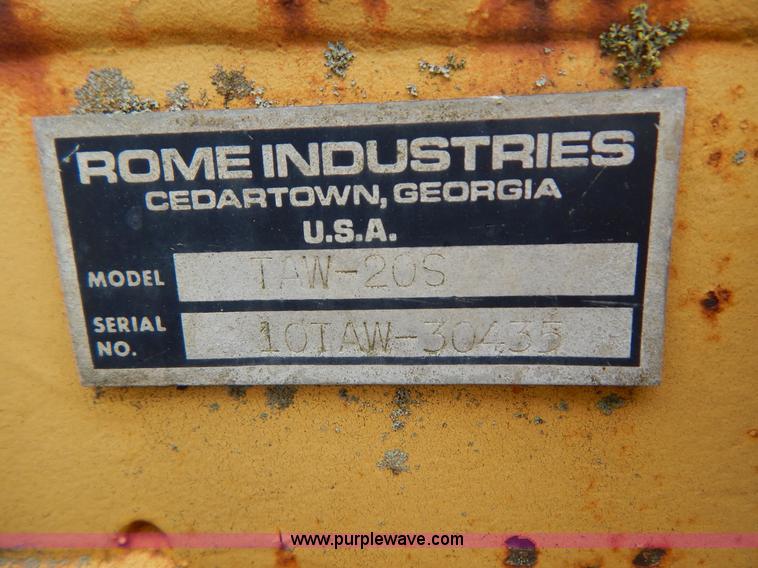 ROME INDUSTRIES
CEDARTOWN, GEORGIA
U.S.A.
MODEL TAW-20S
SERIAL NO. 10TAW-30435
www.purplewave.com